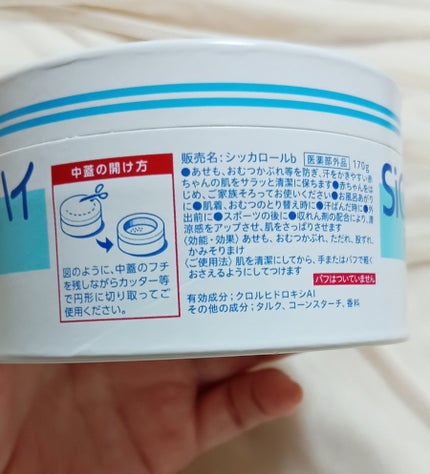 イ
中蓋の開け方
図のように、中蓋のフチ
を残しながらカッター等
で円形に切り取ってご
使用ください。
販売名:シッカロールb 医薬部外品 170g
●あせも、おむつかぶれ等を防ぎ、汗をかきやすい赤
ちゃんの肌をサラッと清潔に保ちます●赤ちゃんをは
じめ、ご家族そろってお使いください●お風呂あがり
に●肌着、おむつのとり替え時に●汗ばんだ時に●外
出前に●スポーツの後に●収れん剤の配合により、清
涼感をアップさせ、肌をさっぱりさせます
〈効能・効果〉あせも、おむつかぶれ、ただれ、股ずれ、
かみそりまけ
〈ご使用法〉肌を清潔にしてから、手またはパフで軽く
おさえるようにしてつけます
パフはついていません
有効成分;クロルヒドロキシAl
その他の成分;タルク、コーンスターチ、香料
Si